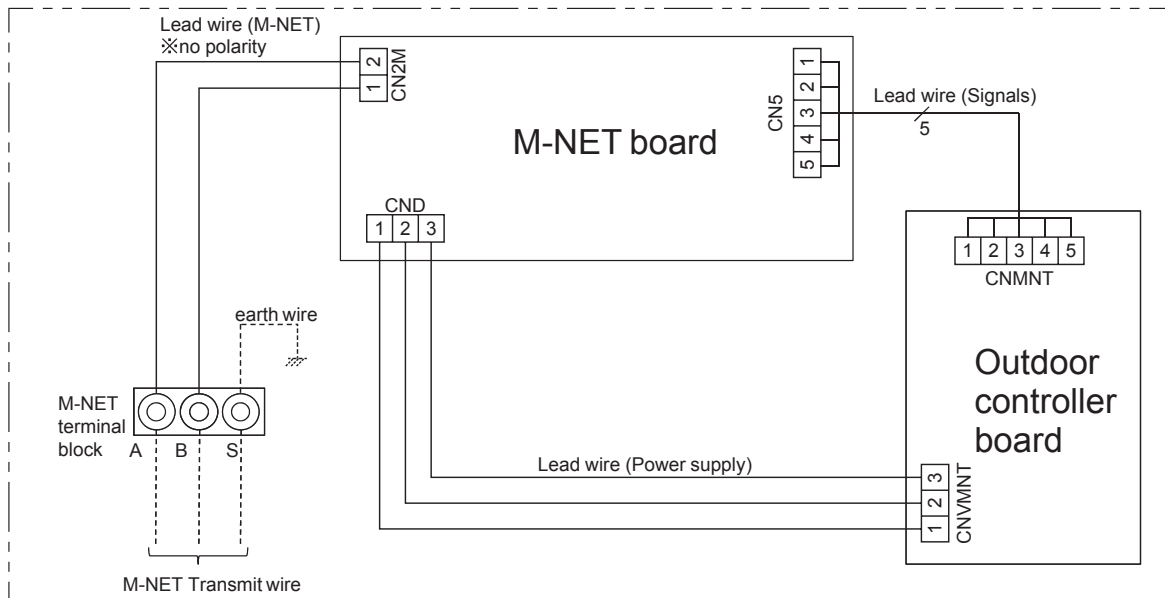 Lead wire (M-NET)
※no polarity
2
1
CN2M
M-NET board
CN5
1
2
3
4
5
Lead wire (Signals)
5
CND
1 2 3
1 2 3 4 5
CNMNT
earth wire
Outdoor
controller
board
M-NET
terminal
block
A B S
Lead wire (Power supply)
3
2
1
CNVMNT
M-NET Transmit wire